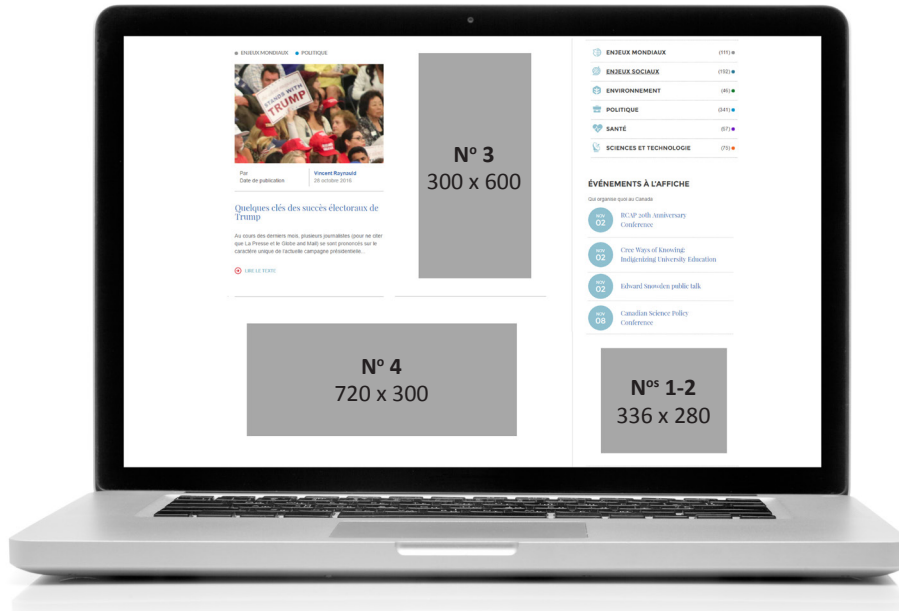 ENJEUX MONDIAUX POLITIQUE
STANDS WITH
TRUMP
Par
Date de publication
Vincent Raynauld
26 octobre 2016
Quelques clés des succès électoraux de
Trump
Au cours des derniers mois, plusieurs journalistes (pour ne citer
que La Presse et le Globe and Mail) se sont prononcés sur le
caractère unique de l'actuelle campagne présidentielle...
LIRE LE TEXTE
Nº 3
300 x 600
Nº 4
720 x 300
ENJEUX MONDIAUX (111)
ENJEUX SOCIAUX (102)
ENVIRONNEMENT (45)
POLITIQUE (341)
SANTÉ (67)
SCIENCES ET TECHNOLOGIE (75)
ÉVÉNEMENTS À L'AFFICHE
Qui organise quoi au Canada
NOV
02
RCAP 20th Anniversary
Conference
NOV
02
Cree Ways of Knowing:
Indigenizing University Education
NOV
02
Edward Snowden public talk
NOV
08
Canadian Science Policy
Conference
Nos 1-2
336 x 280